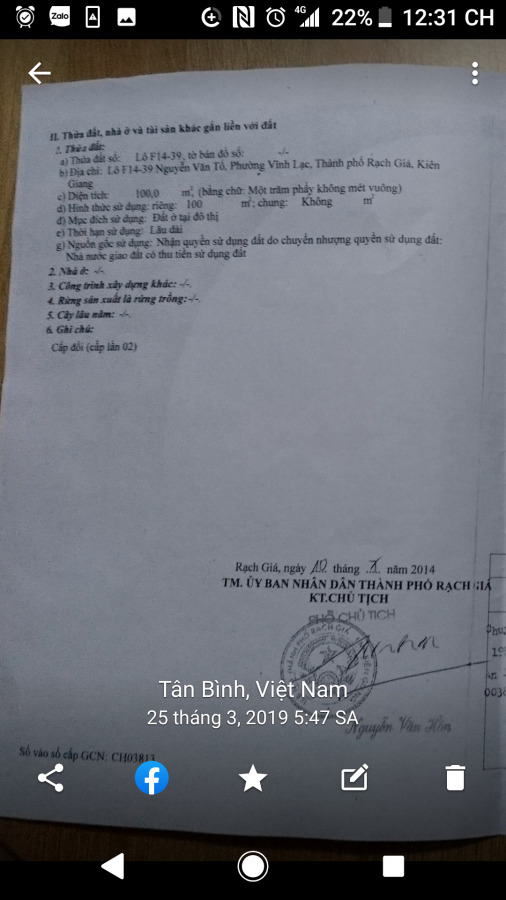 Zalo
4G
22%
12:31 CH
II. Thửa đất, nhà ở và tài sản khác gắn liền với đất
1. Thửa đất:
a) Thửa đất số: Lô F14-39, tờ bản đồ số: -/-
b) Địa chỉ: Lô F14-39 Nguyễn Văn Tố, Phường Vĩnh Lạc, Thành phố Rạch Giá, Kiên
Giang
c) Diện tích: 100,0 m², (bằng chữ: Một trăm phẩy không mét vuông)
d) Hình thức sử dụng: riêng: 100 m²; chung: Không m²
đ) Mục đích sử dụng: Đất ở tại đô thị
e) Thời hạn sử dụng: Lâu dài
g) Nguồn gốc sử dụng: Nhận quyền sử dụng đất do chuyển nhượng quyền sử dụng đất:
Nhà nước giao đất có thu tiền sử dụng đất
2. Nhà ở: -/-.
3. Công trình xây dựng khác: -/-.
4. Rừng sản xuất là rừng trồng: -/-.
5. Cây lâu năm: -/-.
6. Ghi chú:
Cấp đổi (cấp lần 02)
Rạch Giá, ngày tháng năm 2014
TM. ỦY BAN NHÂN DÂN THÀNH PHỐ RẠCH GIÁ
KT.CHỦ TỊCH
PHÓ CHỦ TỊCH
Tân Bình, Việt Nam
25 tháng 3, 2019 5:47 SA
Nguyễn Văn Hôn
Số vào sổ cấp GCN: CH03813